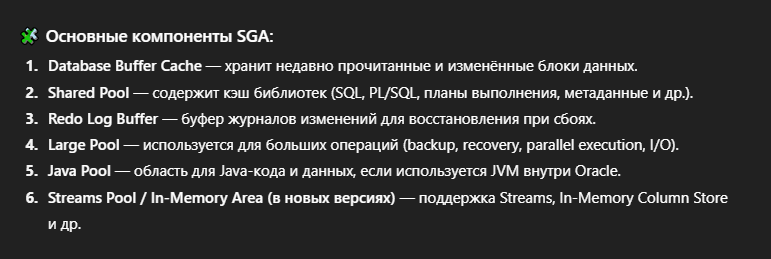 Основные компоненты SGA:
1. Database Buffer Cache — хранит недавно прочитанные и изменённые блоки данных.
2. Shared Pool — содержит кэш библиотек (SQL, PL/SQL, планы выполнения, метаданные и др.).
3. Redo Log Buffer — буфер журналов изменений для восстановления при сбоях.
4. Large Pool — используется для больших операций (backup, recovery, parallel execution, I/O).
5. Java Pool — область для Java-кода и данных, если используется JVM внутри Oracle.
6. Streams Pool / In-Memory Area (в новых версиях) — поддержка Streams, In-Memory Column Store
и др.